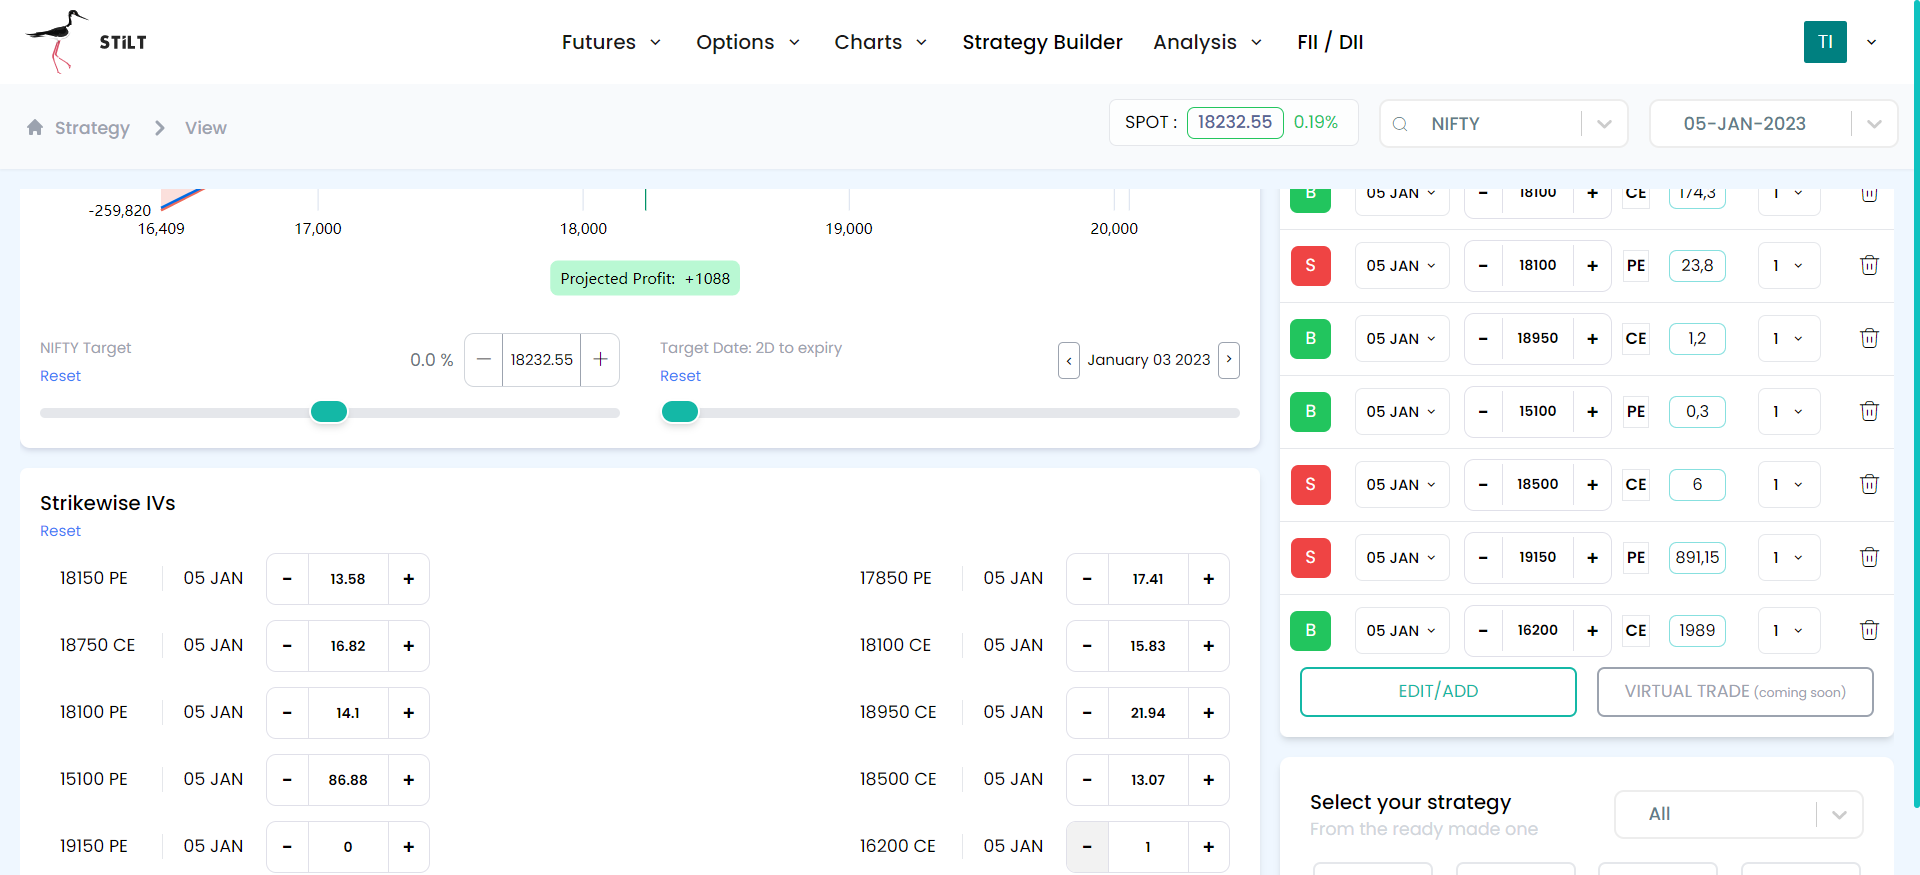 STiLT
Futures
Options
Charts
Strategy Builder
Analysis
FII / DII
TI
Strategy
View
SPOT : 18232.55 0.19%
NIFTY
05-JAN-2023
-259,820
16,409 17,000 18,000 19,000 20,000
Projected Profit: +1088
NIFTY Target
Reset
0.0 % — 18232.55 +
Target Date: 2D to expiry
Reset
‹ January 03 2023 ›
Strikewise IVs
Reset
18150 PE 05 JAN - 13.58 +
17850 PE 05 JAN - 17.41 +
18750 CE 05 JAN - 16.82 +
18100 CE 05 JAN - 15.83 +
18100 PE 05 JAN - 14.1 +
18950 CE 05 JAN - 21.94 +
15100 PE 05 JAN - 86.88 +
18500 CE 05 JAN - 13.07 +
19150 PE 05 JAN - 0 +
16200 CE 05 JAN - 1 +
B 05 JAN - 18100 + CE 174,3 1
S 05 JAN - 18100 + PE 23,8 1
B 05 JAN - 18950 + CE 1,2 1
B 05 JAN - 15100 + PE 0,3 1
S 05 JAN - 18500 + CE 6 1
S 05 JAN - 19150 + PE 891,15 1
B 05 JAN - 16200 + CE 1989 1
EDIT/ADD
VIRTUAL TRADE (coming soon)
Select your strategy
From the ready made one
All